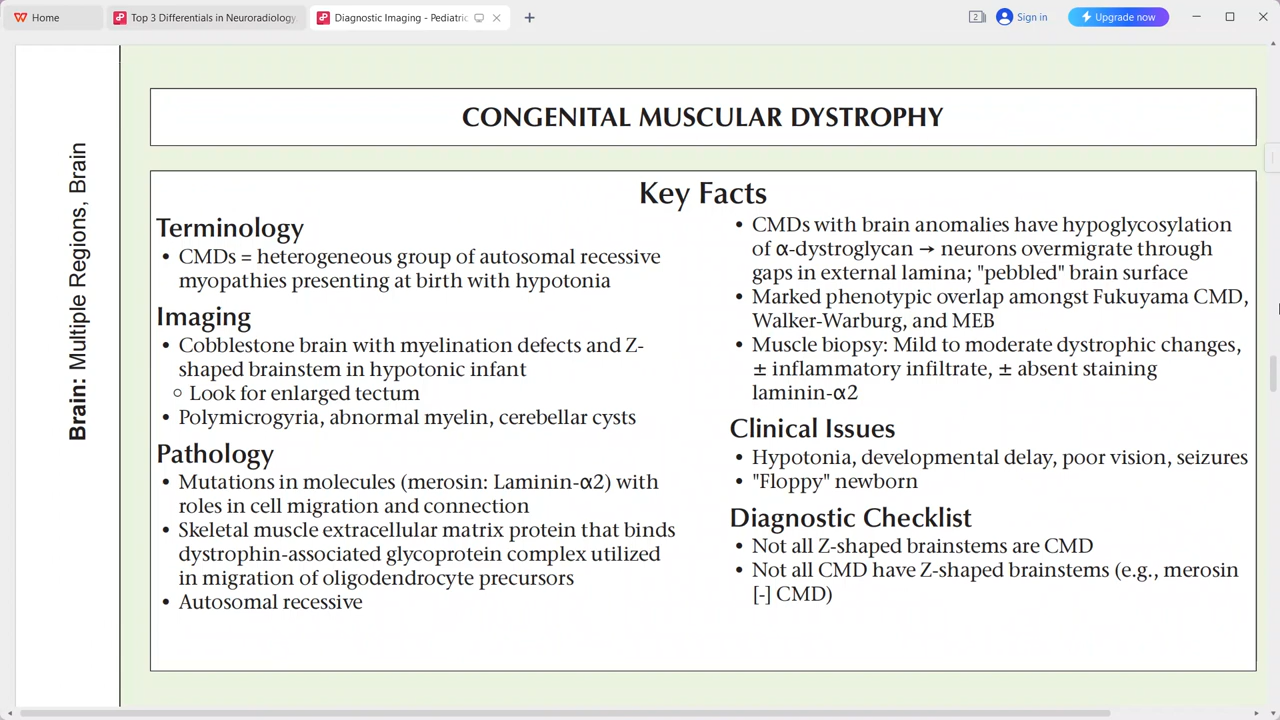 Home
Top 3 Differentials in Neuroradiology.
Diagnostic Imaging - Pediatric
2
Sign in
Upgrade now
Brain: Multiple Regions, Brain
CONGENITAL MUSCULAR DYSTROPHY
Key Facts
Terminology
• CMDs = heterogeneous group of autosomal recessive
myopathies presenting at birth with hypotonia
Imaging
• Cobblestone brain with myelination defects and Z-
shaped brainstem in hypotonic infant
○ Look for enlarged tectum
• Polymicrogyria, abnormal myelin, cerebellar cysts
Pathology
• Mutations in molecules (merosin: Laminin-α2) with
roles in cell migration and connection
• Skeletal muscle extracellular matrix protein that binds
dystrophin-associated glycoprotein complex utilized
in migration of oligodendrocyte precursors
• Autosomal recessive
• CMDs with brain anomalies have hypoglycosylation
of α-dystroglycan → neurons overmigrate through
gaps in external lamina; "pebbled" brain surface
• Marked phenotypic overlap amongst Fukuyama CMD,
Walker-Warburg, and MEB
• Muscle biopsy: Mild to moderate dystrophic changes,
± inflammatory infiltrate, ± absent staining
laminin-α2
Clinical Issues
• Hypotonia, developmental delay, poor vision, seizures
• "Floppy" newborn
Diagnostic Checklist
• Not all Z-shaped brainstems are CMD
• Not all CMD have Z-shaped brainstems (e.g., merosin
[-] CMD)